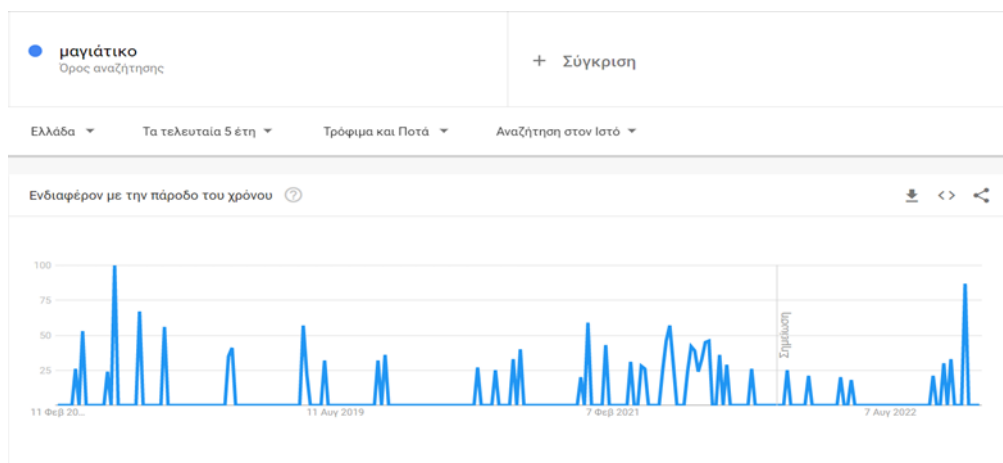 μαγιάτικο
Όρος αναζήτησης
+ Σύγκριση
Ελλάδα Τα τελευταία 5 έτη Τρόφιμα και Ποτά Αναζήτηση στον Ιστό
Ενδιαφέρον με την πάροδο του χρόνου
100
75
50
25
Σημείωση
11 Φεβ 20... 11 Αυγ 2019 7 Φεβ 2021 7 Αυγ 2022